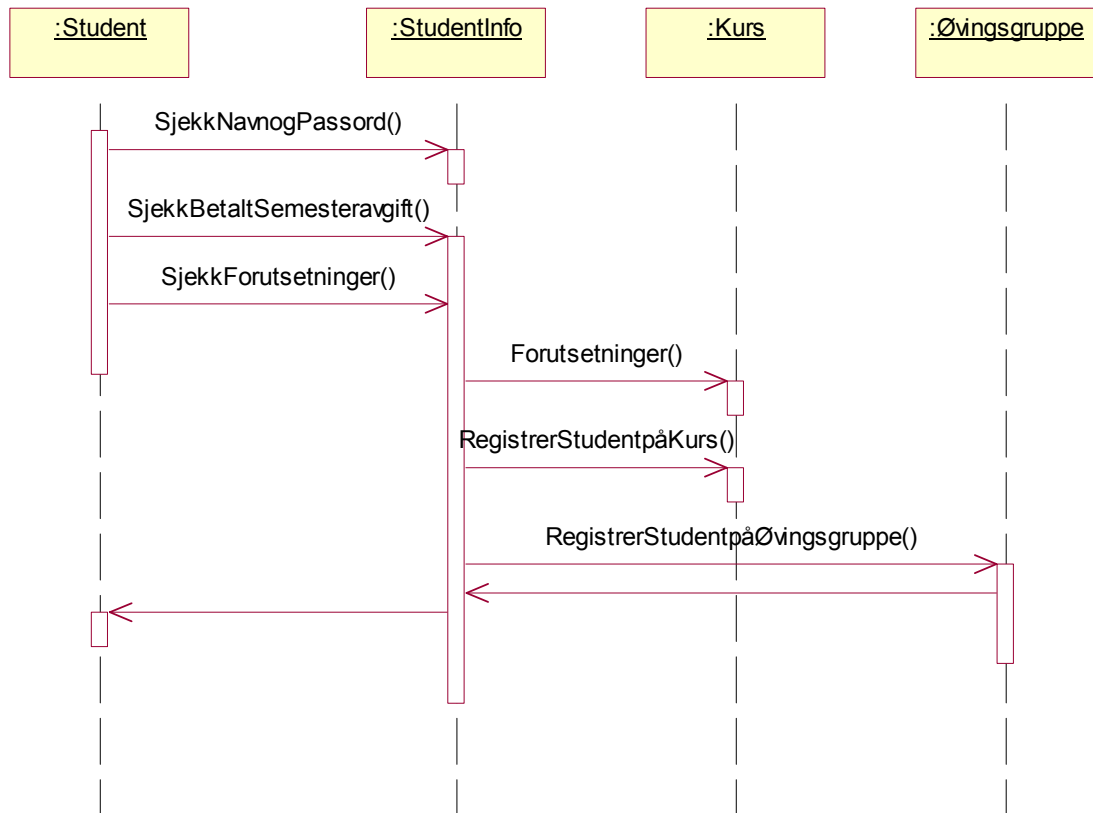 :Student
:StudentInfo
:Kurs
:Øvingsgruppe
SjekkNavnogPassord()
SjekkBetaltSemesteravgift()
SjekkForutsetninger()
Forutsetninger()
RegistrerStudentpåKurs()
RegistrerStudentpåØvingsgruppe()